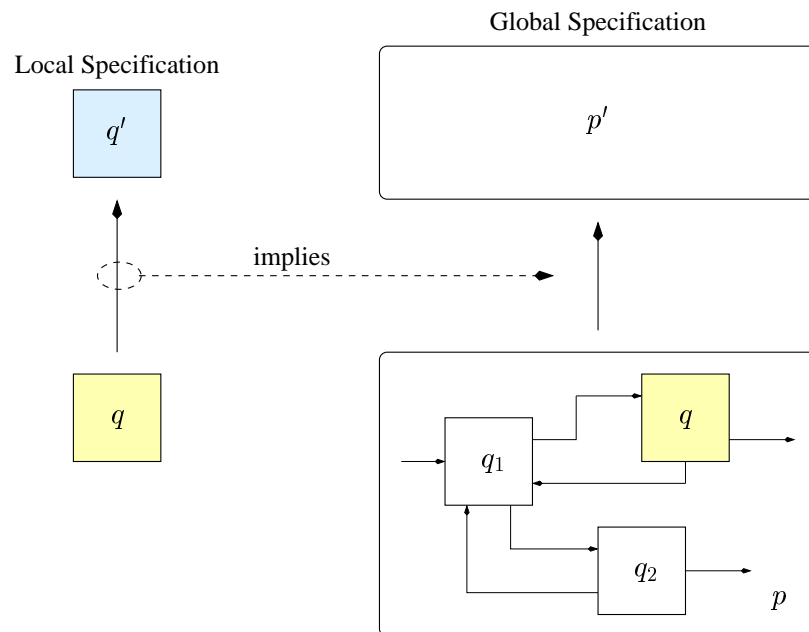 Global Specification
Local Specification
q′
p′
implies
q
q
q₁
q₂
p